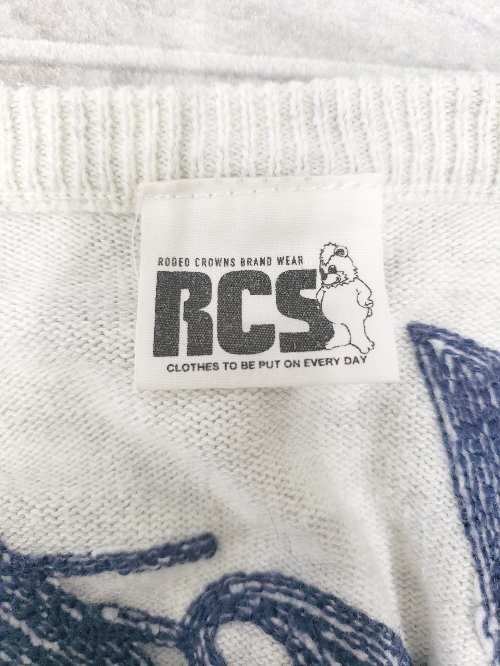 RODEO CROWNS BRAND WEAR
RCS
CLOTHES TO BE PUT ON EVERY DAY